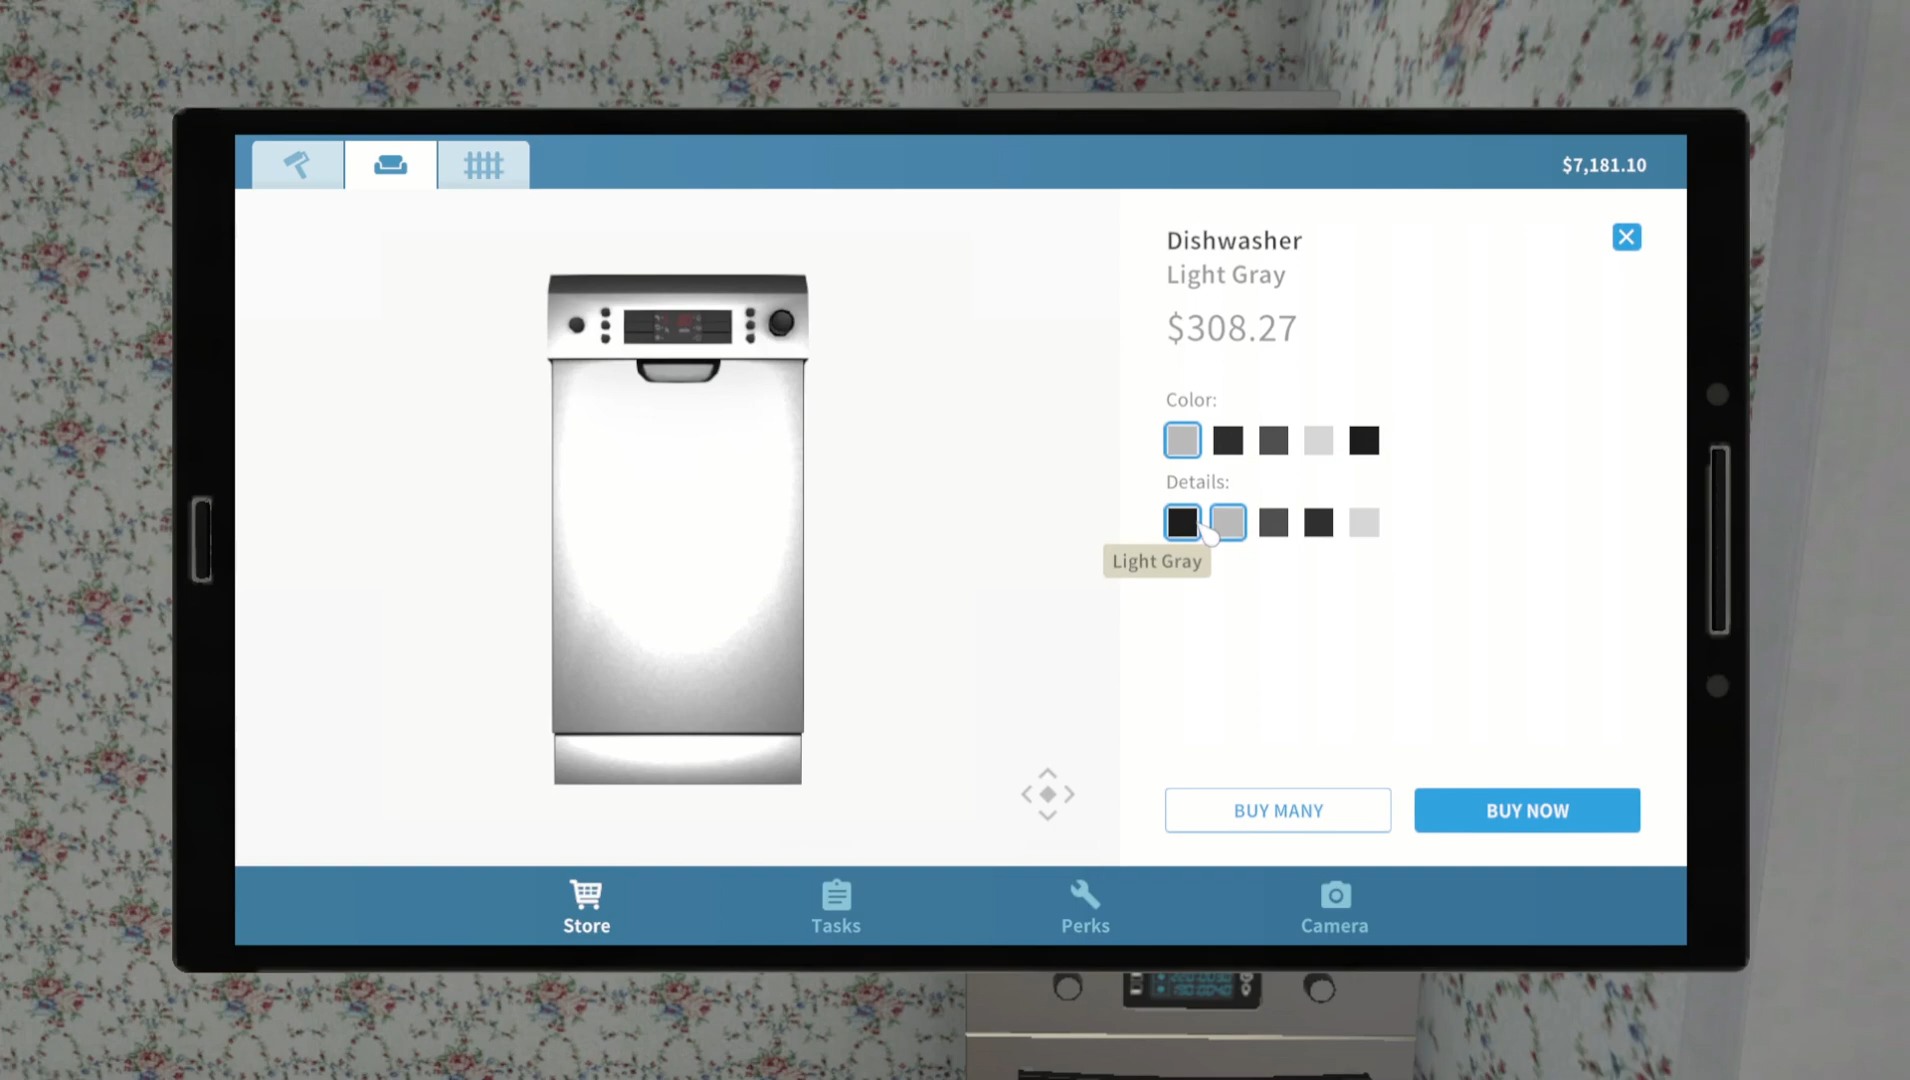 $7,181.10
Dishwasher
Light Gray
$308.27
Color:
Details:
Light Gray
BUY MANY
BUY NOW
Store
Tasks
Perks
Camera